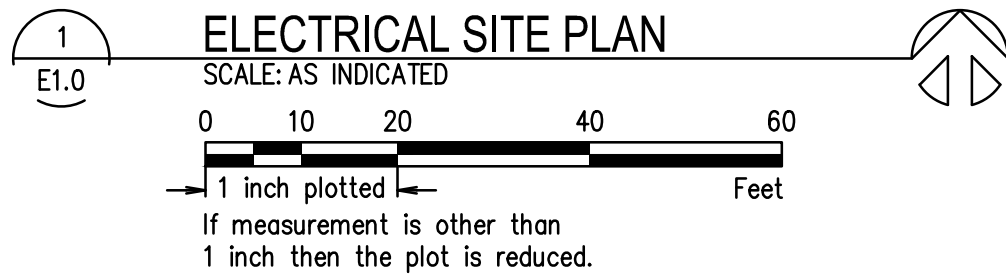 1
E1.0
ELECTRICAL SITE PLAN
SCALE: AS INDICATED
0 10 20 40 60
1 inch plotted Feet
If measurement is other than
1 inch then the plot is reduced.